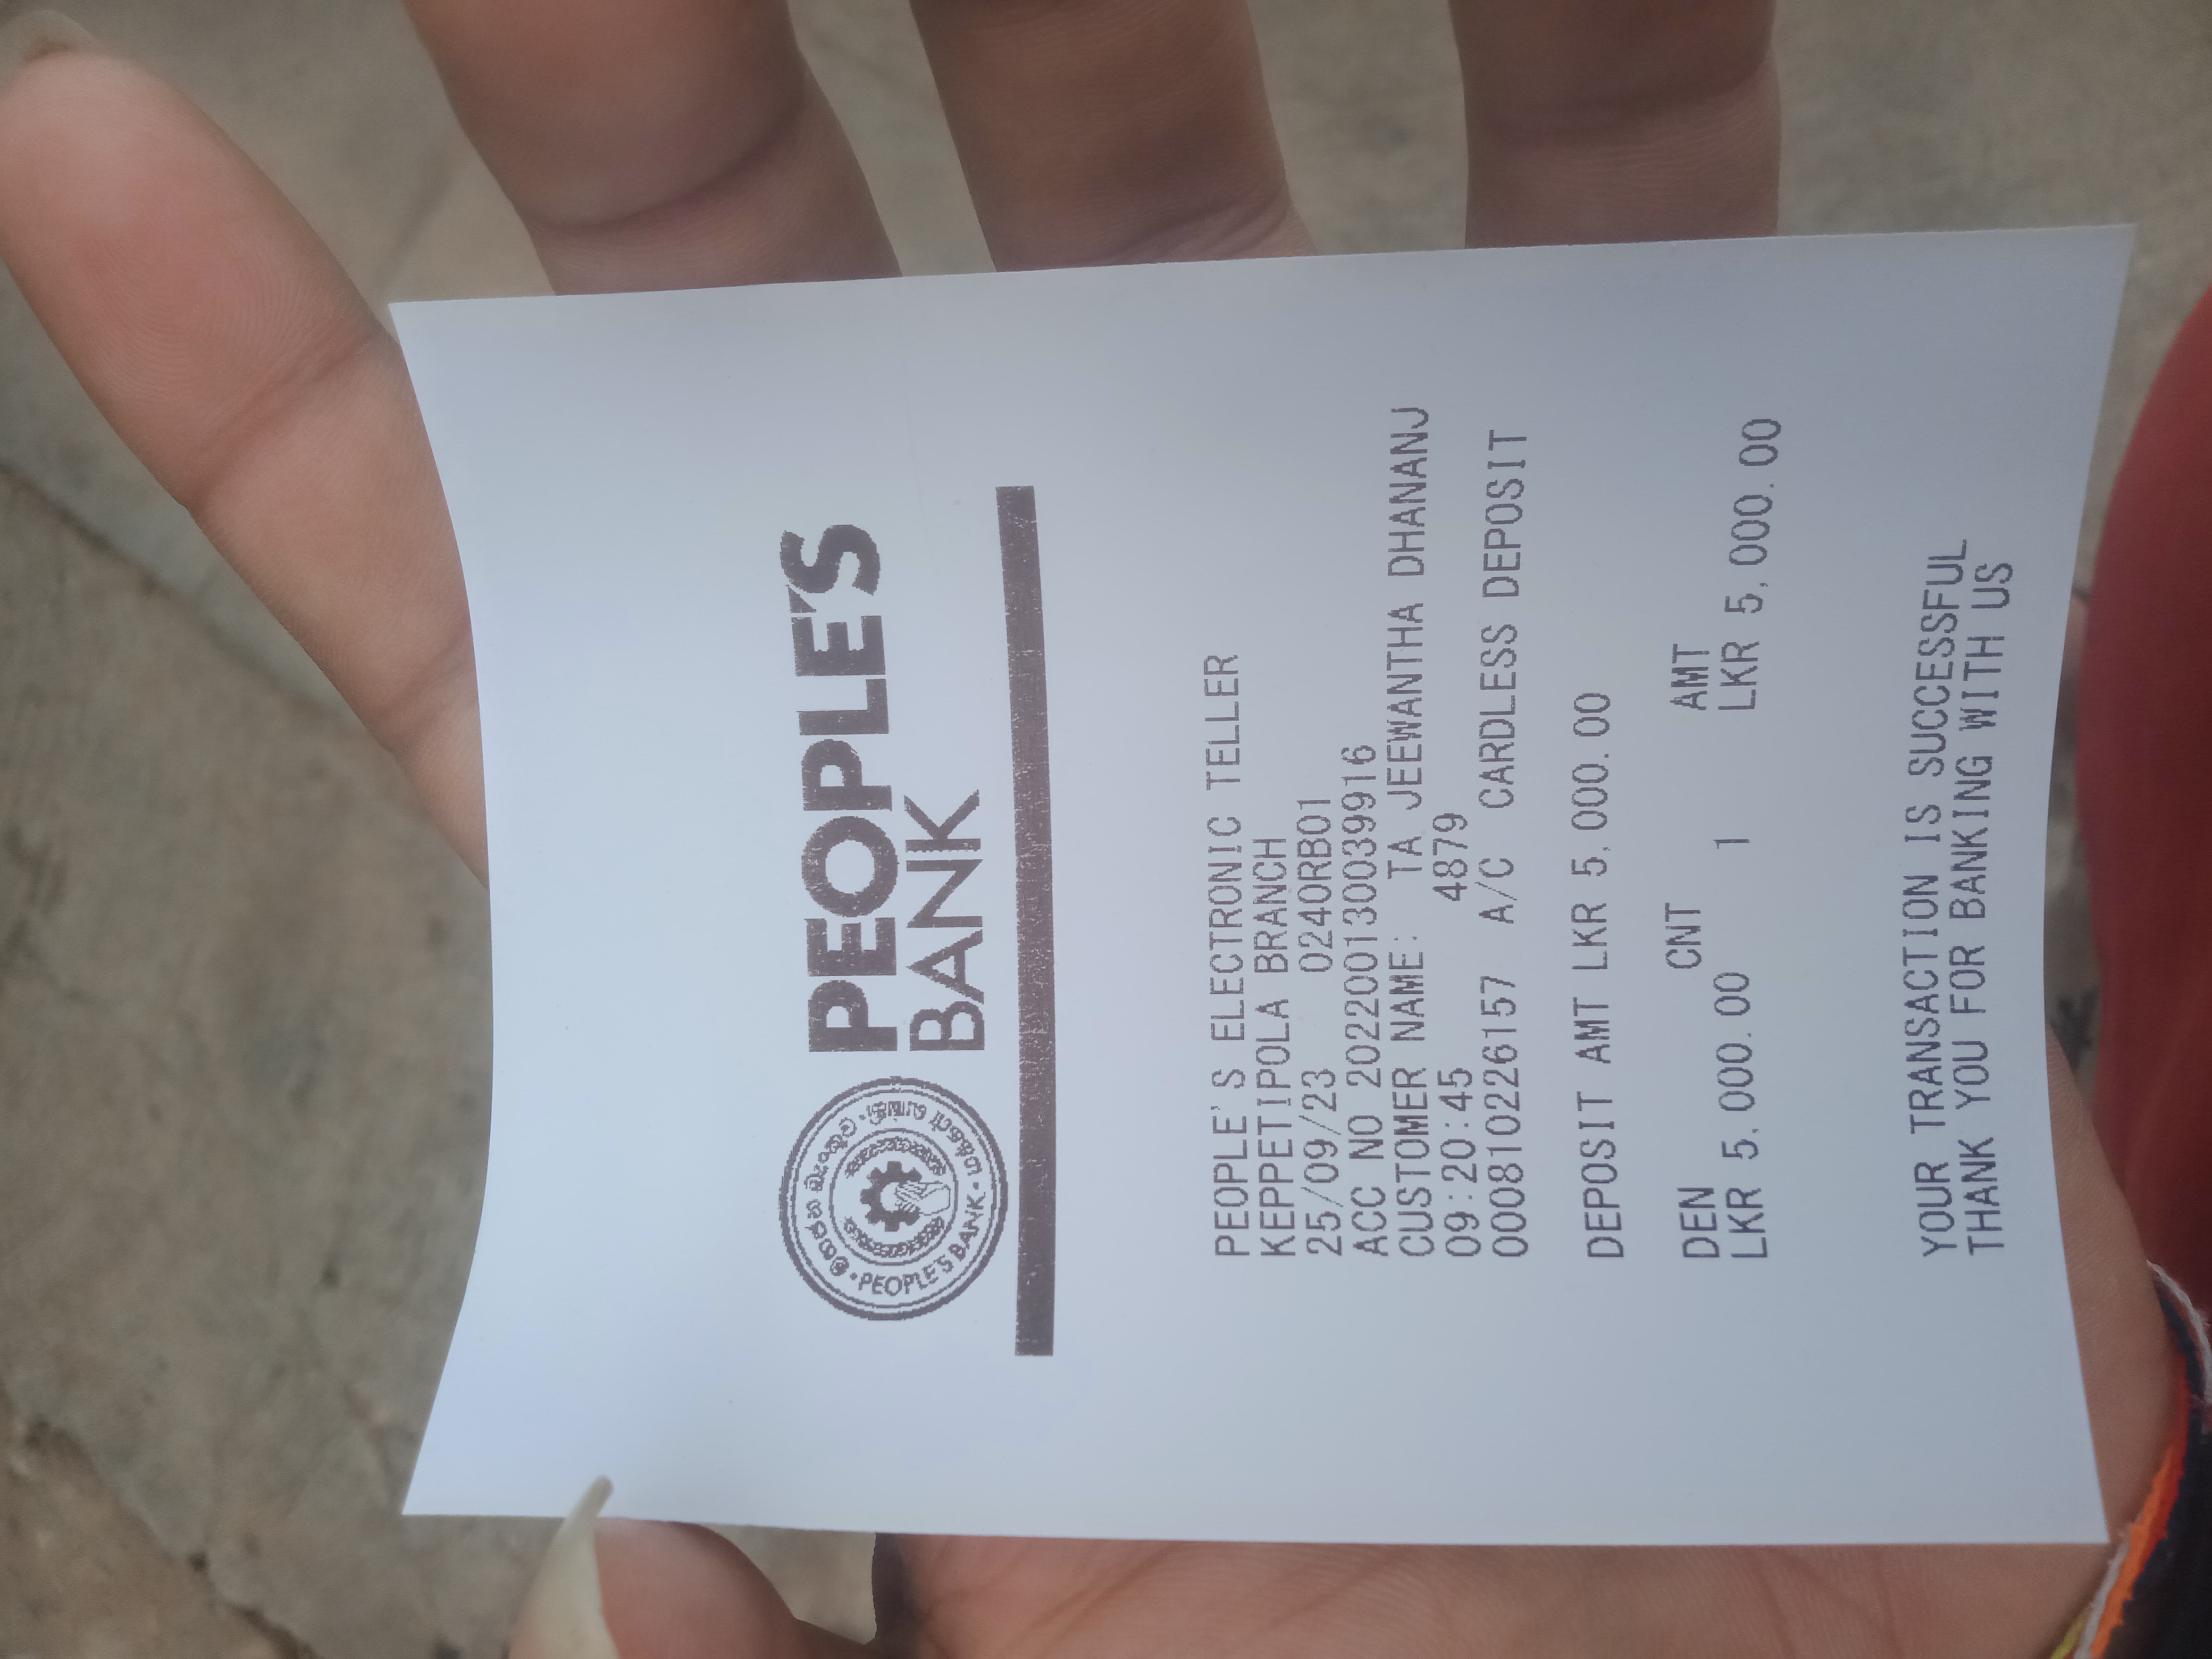 PEOPLE'S
BANK
PEOPLE'S BANK
PEOPLE'S ELECTRONIC TELLER
KEPPETIPOLA BRANCH
25/09/23 0240RB01
ACC NO 202200130039916
CUSTOMER NAME: TA JEEWANTHA DHANANJ
09:20:45 4879
000810226157 A/C CARDLESS DEPOSIT
DEPOSIT AMT LKR 5,000.00
DEN CNT AMT
LKR 5,000.00 1 LKR 5,000.00
YOUR TRANSACTION IS SUCCESSFUL
THANK YOU FOR BANKING WITH US